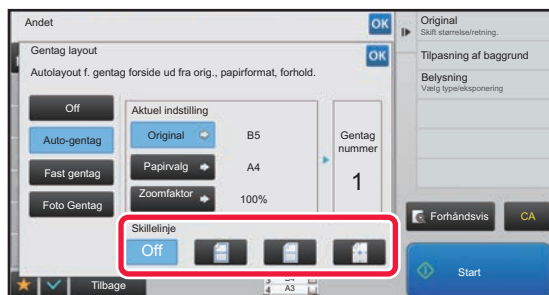 Andet
OK
Gentag layout
OK
Autolayout f. gentag forside ud fra orig., papirformat, forhold.
Off
Auto-gentag
Fast gentag
Foto Gentag
Aktuel indstilling
Original
B5
Papirvalg
A4
Zoomfaktor
100%
Gentag
nummer
1
Skillelinje
Off
Tilbage
4 A3
Original
Skift størrelse/retning.
Tilpasning af baggrund
Belysning
Vælg type/eksponering
Forhåndsvis
CA
Start